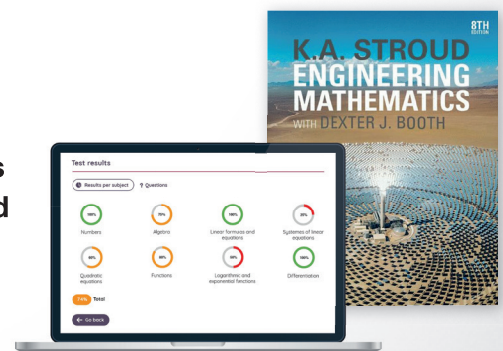 8TH
EDITION
K.A. STROUD
ENGINEERING
MATHEMATICS
WITH DEXTER J. BOOTH
s
d
Test results
Results per subject
? Questions
100%
70%
100%
Numbers
Algebra
Linear formulas and
equations
Systemes of linear
equations
Quadratic
equations
Functions
Logarithmic and
exponential functions
Differentiation
100%
74% Total
← Go back